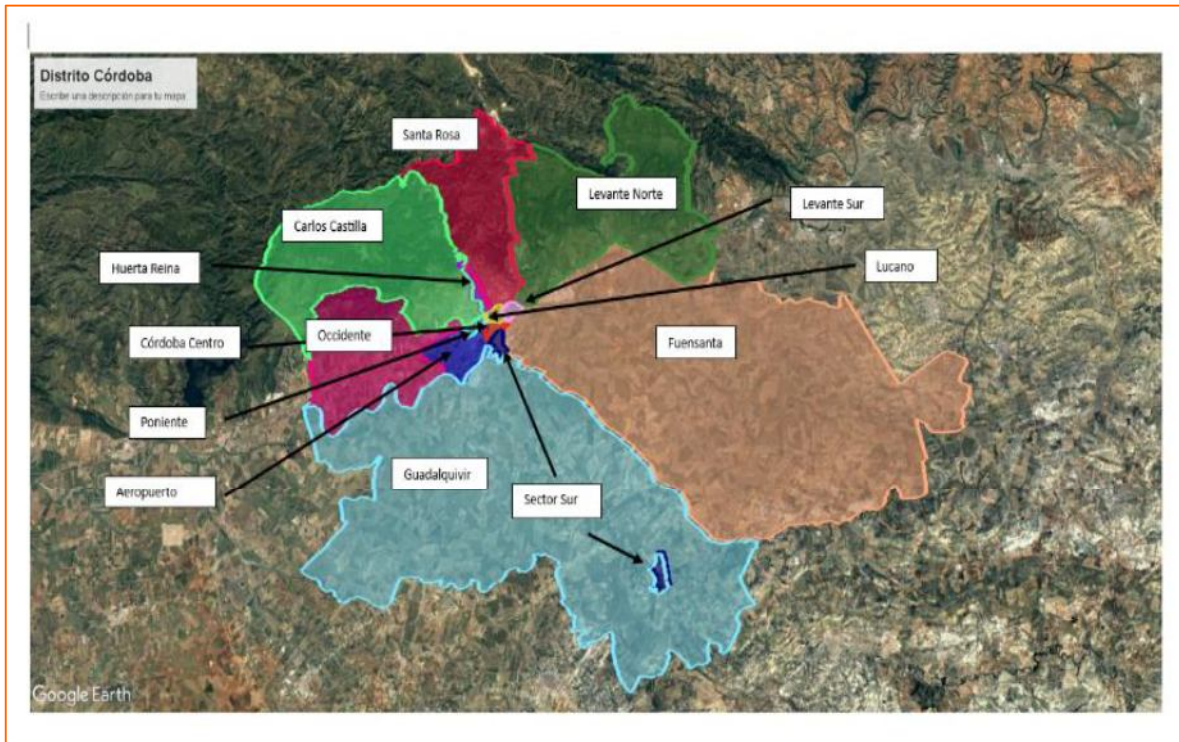 Distrito Córdoba
Escribe una descripción para tu mapa
Santa Rosa
Levante Norte
Levante Sur
Carlos Castilla
Huerta Reina
Lucano
Córdoba Centro
Occidente
Fuensanta
Poniente
Guadalquivir
Aeropuerto
Sector Sur
Google Earth